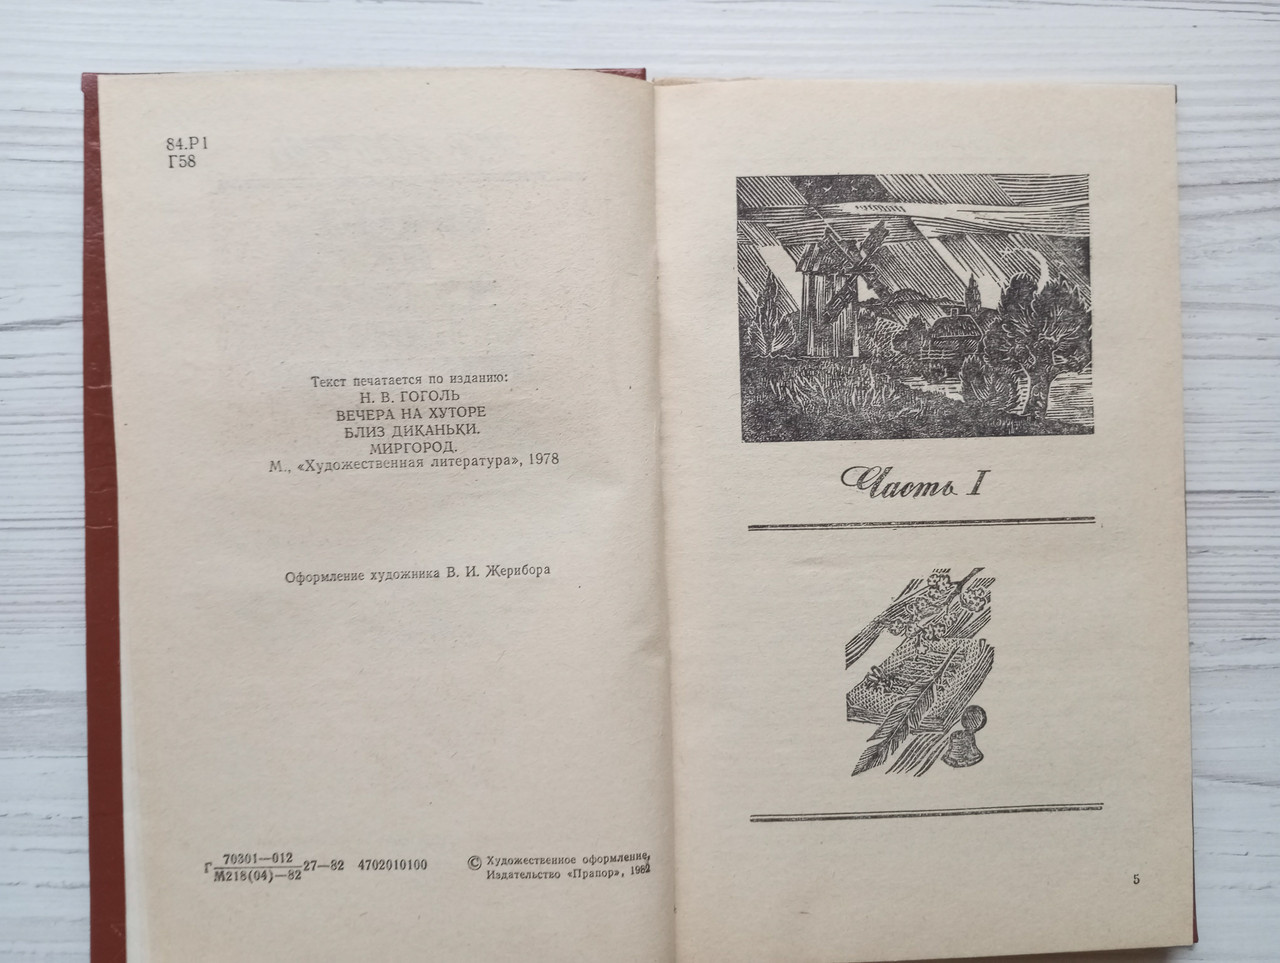 84.Р1
Г58
Текст печатается по изданию:
Н. В. ГОГОЛЬ
ВЕЧЕРА НА ХУТОРЕ
БЛИЗ ДИКАНЬКИ.
МИРГОРОД.
М., «Художественная литература», 1978
Оформление художника В. И. Жерибора
Г 70301—012
М218(04)—82 27—82 4702010100
© Художественное оформление,
Издательство «Прапор», 1982
Часть I
5